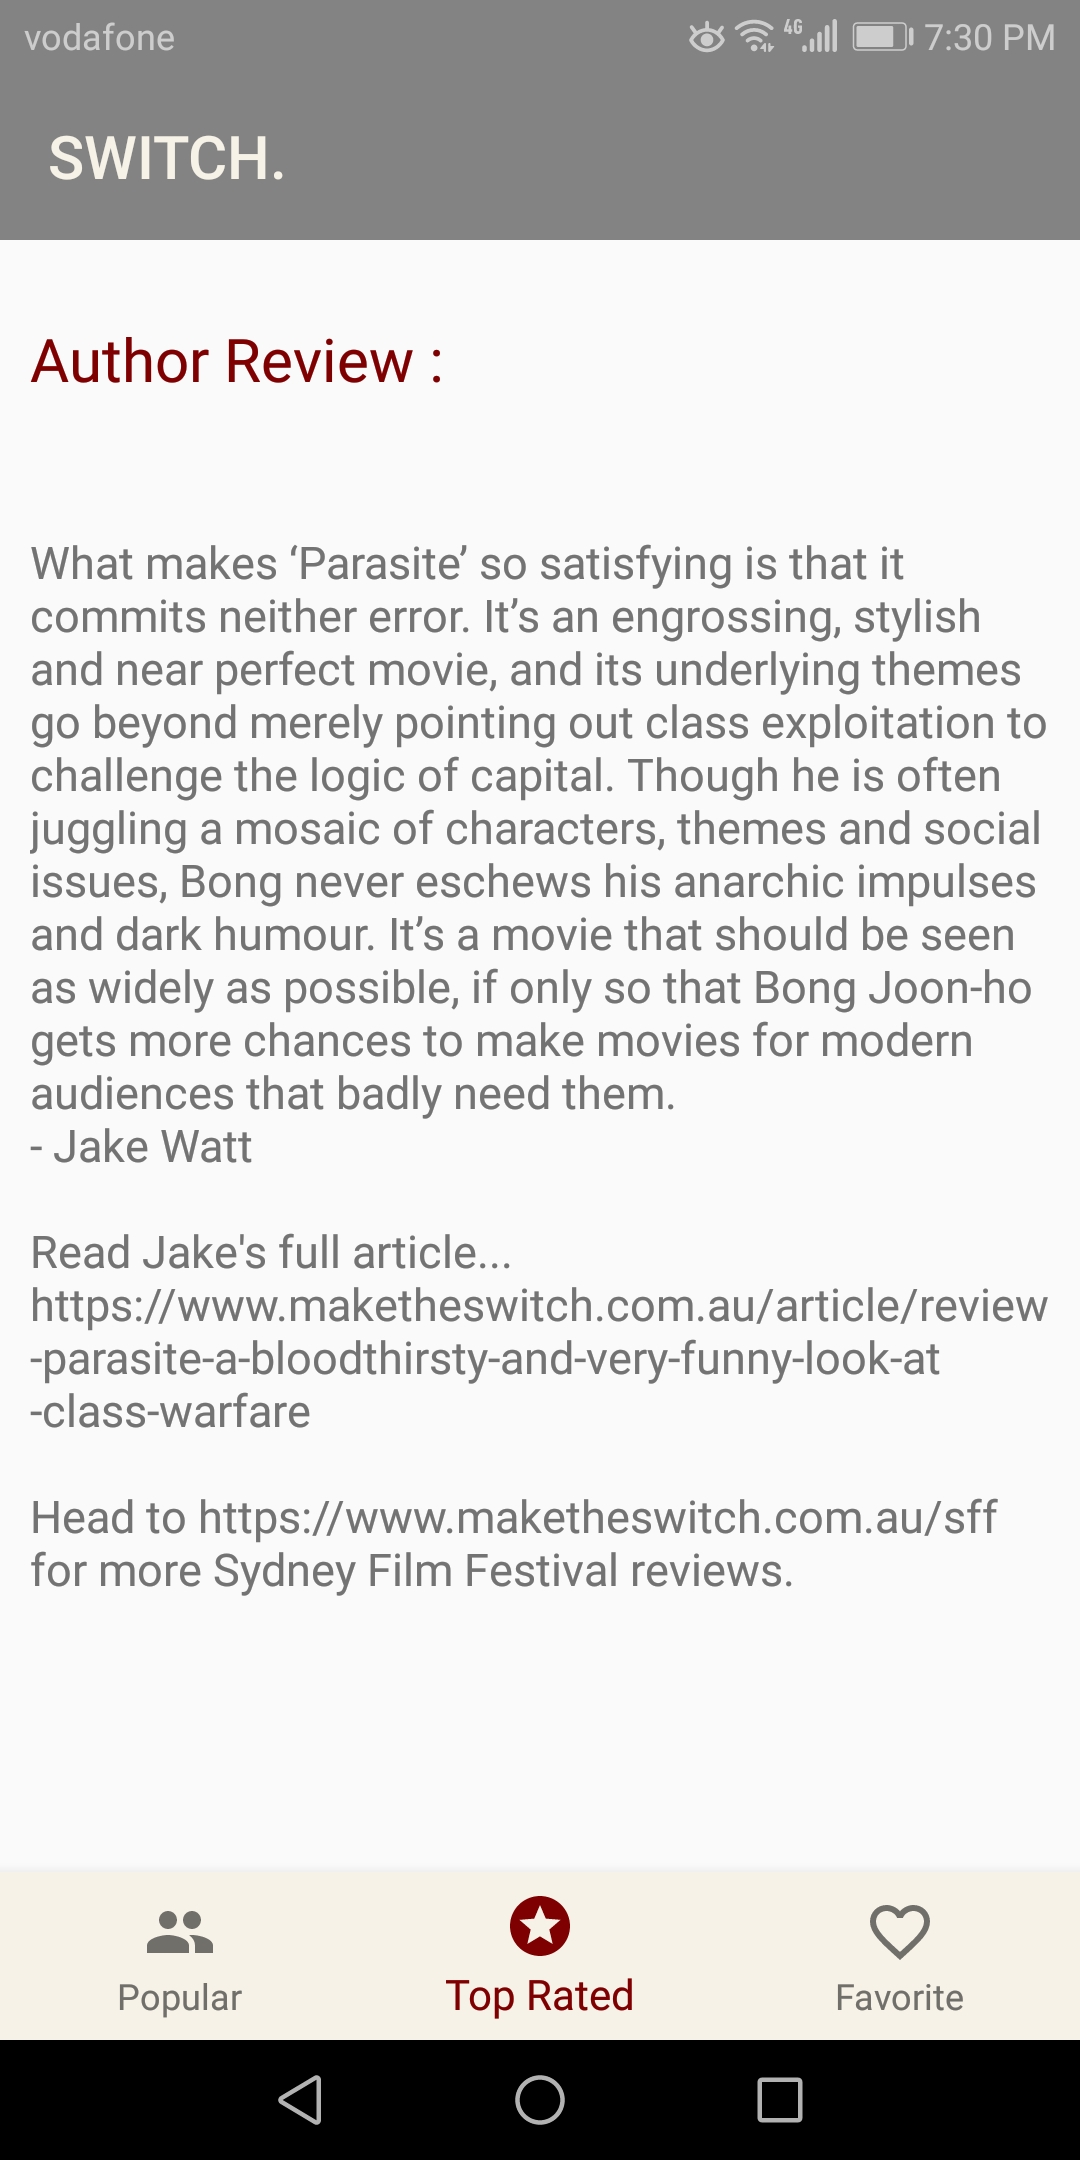 vodafone
4G
7:30 PM
SWITCH.
Author Review :
What makes ‘Parasite’ so satisfying is that it
commits neither error. It’s an engrossing, stylish
and near perfect movie, and its underlying themes
go beyond merely pointing out class exploitation to
challenge the logic of capital. Though he is often
juggling a mosaic of characters, themes and social
issues, Bong never eschews his anarchic impulses
and dark humour. It’s a movie that should be seen
as widely as possible, if only so that Bong Joon-ho
gets more chances to make movies for modern
audiences that badly need them.
- Jake Watt
Read Jake's full article...
https://www.maketheswitch.com.au/article/review
-parasite-a-bloodthirsty-and-very-funny-look-at
-class-warfare
Head to https://www.maketheswitch.com.au/sff
for more Sydney Film Festival reviews.
Popular
Top Rated
Favorite